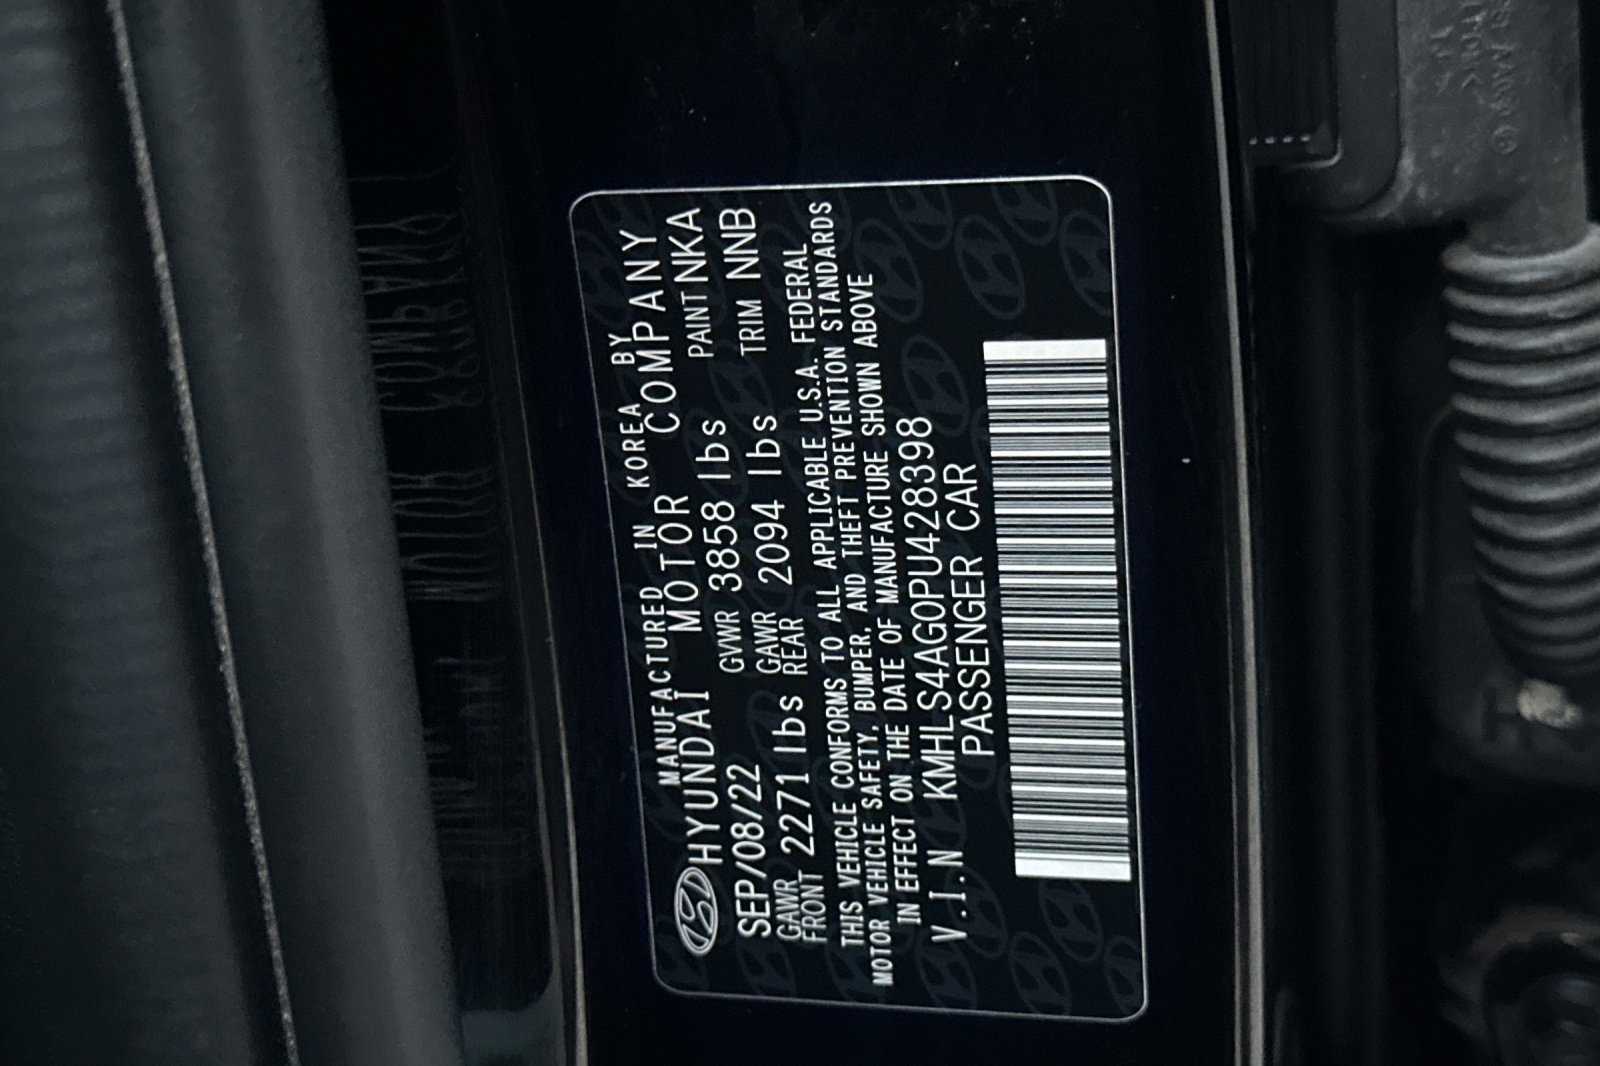 MANUFACTURED IN KOREA BY
HYUNDAI MOTOR COMPANY
SEP/08/22 GVWR 3858 lbs PAINT NKA
GAWR FRONT 2271 lbs GAWR REAR 2094 lbs TRIM NNB
THIS VEHICLE CONFORMS TO ALL APPLICABLE U.S.A. FEDERAL
MOTOR VEHICLE SAFETY, BUMPER, AND THEFT PREVENTION STANDARDS
IN EFFECT ON THE DATE OF MANUFACTURE SHOWN ABOVE
V.I.N KMHLS4AG0PU428398
PASSENGER CAR